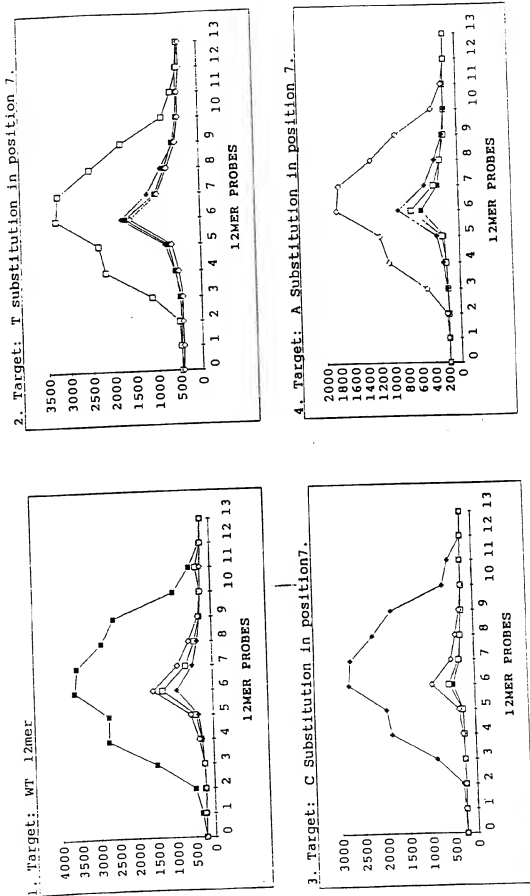 1. Target: WT 12mer
4000
3500
3000
2500
2000
1500
1000
500
0
0 1 2 3 4 5 6 7 8 9 10 11 12 13
12MER PROBES
2. Target: T substitution in position 7.
3500
3000
2500
2000
1500
1000
500
0
0 1 2 3 4 5 6 7 8 9 10 11 12 13
12MER PROBES
3. Target: C Substitution in position7.
3000
2500
2000
1500
1000
500
0
0 1 2 3 4 5 6 7 8 9 10 11 12 13
12MER PROBES
4. Target: A Substitution in position 7.
2000
1800
1600
1400
1200
1000
800
600
400
200
0
0 1 2 3 4 5 6 7 8 9 10 11 12 13
12MER PROBES